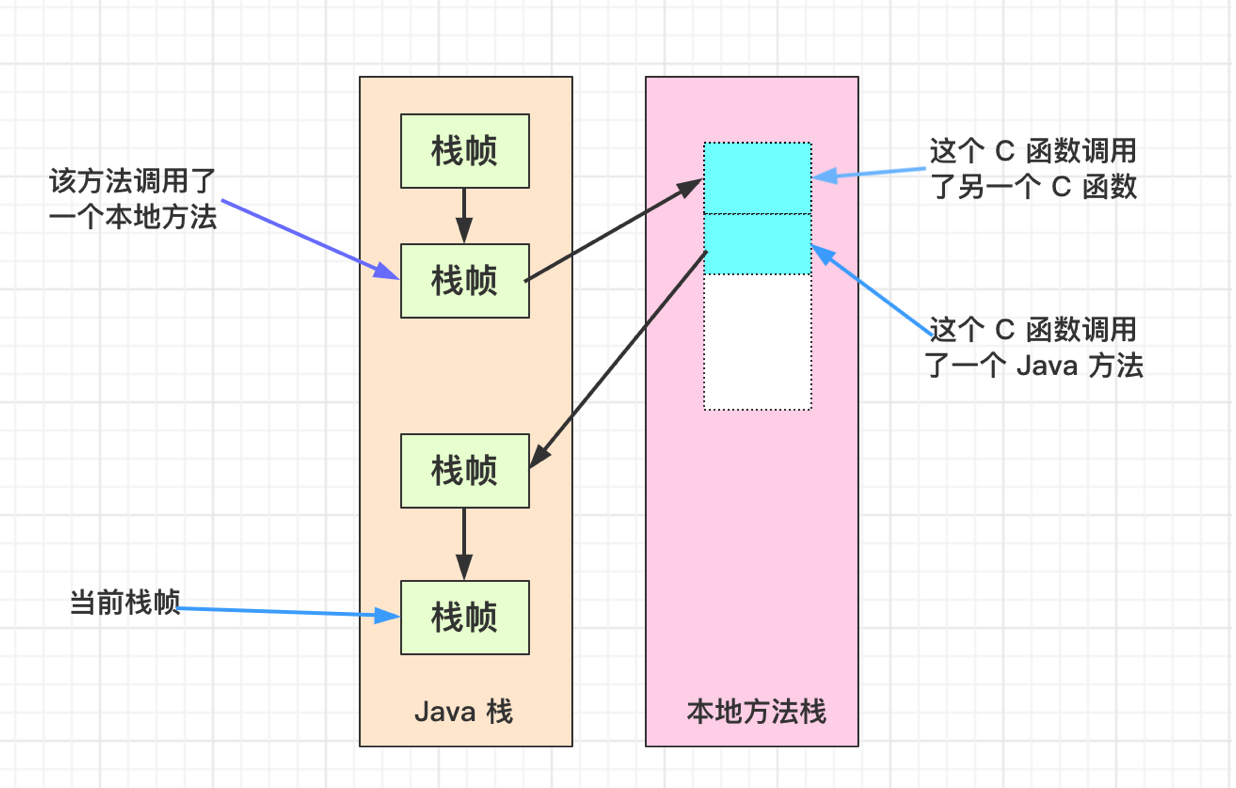 栈帧
该方法调用了
一个本地方法
栈帧
这个 C 函数调用
了另一个 C 函数
这个 C 函数调用
了一个 Java 方法
栈帧
当前栈帧
栈帧
Java 栈
本地方法栈